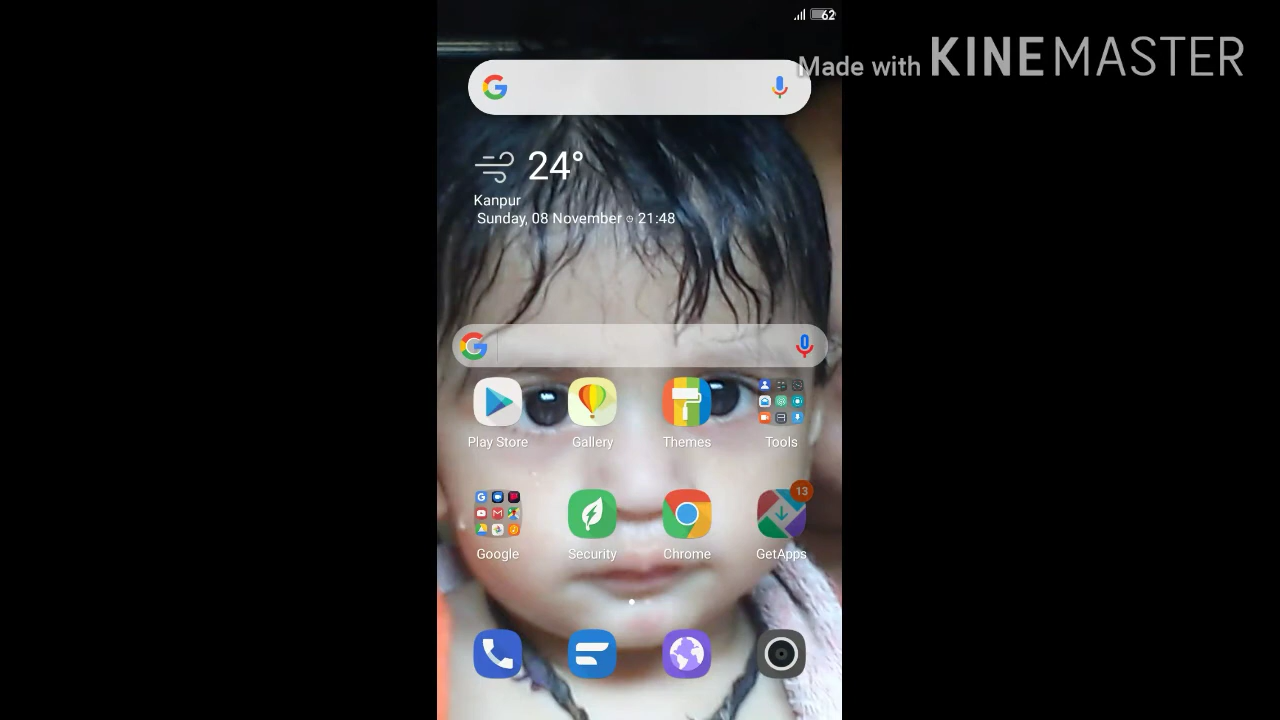 62
Made with KINEMASTER
24°
Kanpur
Sunday, 08 November 21:48
Play Store
Gallery
Themes
Tools
13
Google
Security
Chrome
GetApps